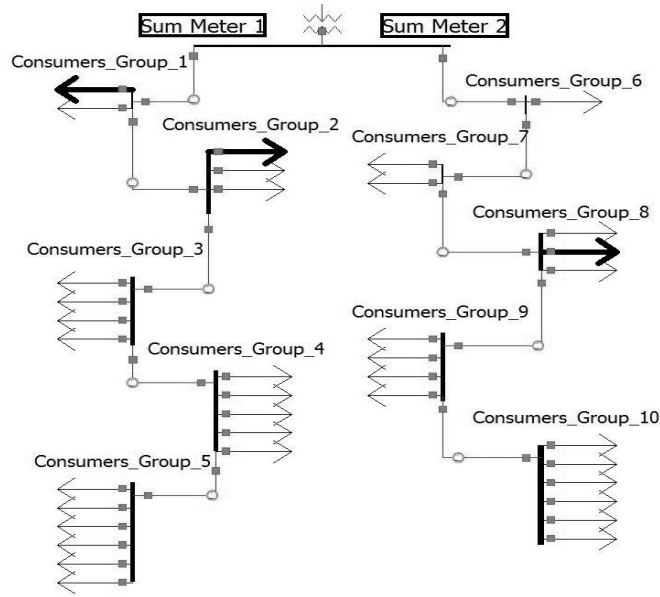 Sum Meter 1
Sum Meter 2
Consumers_Group_1
Consumers_Group_6
Consumers_Group_2
Consumers_Group_7
Consumers_Group_8
Consumers_Group_3
Consumers_Group_9
Consumers_Group_4
Consumers_Group_10
Consumers_Group_5